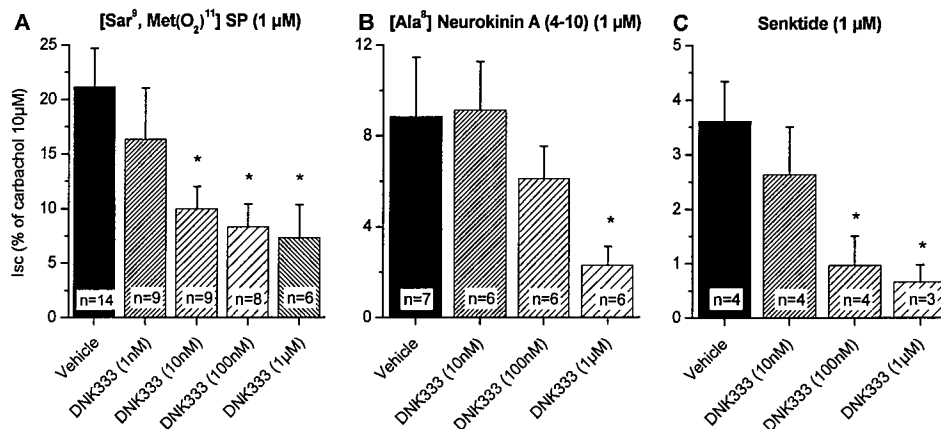 A [Sar⁹, Met(O₂)¹¹] SP (1 µM)
Isc (% of carbachol 10µM)
25
20
15
10
5
0
*
*
*
n=14
n=9
n=9
n=8
n=6
Vehicle
DNK333 (1nM)
DNK333 (10nM)
DNK333 (100nM)
DNK333 (1µM)
B [Ala⁸] Neurokinin A (4-10) (1 µM)
12
9
6
3
0
*
n=7
n=6
n=6
n=6
Vehicle
DNK333 (10nM)
DNK333 (100nM)
DNK333 (1µM)
C Senktide (1 µM)
5
4
3
2
1
0
*
*
n=4
n=4
n=4
n=3
Vehicle
DNK333 (10nM)
DNK333 (100nM)
DNK333 (1µM)